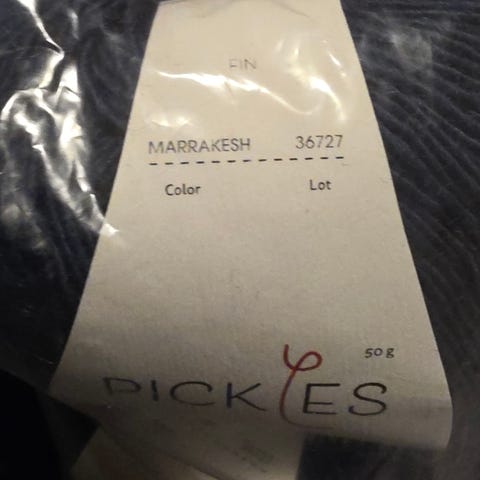 FIN
MARRAKESH 36727
Color Lot
50 g
PICKLES